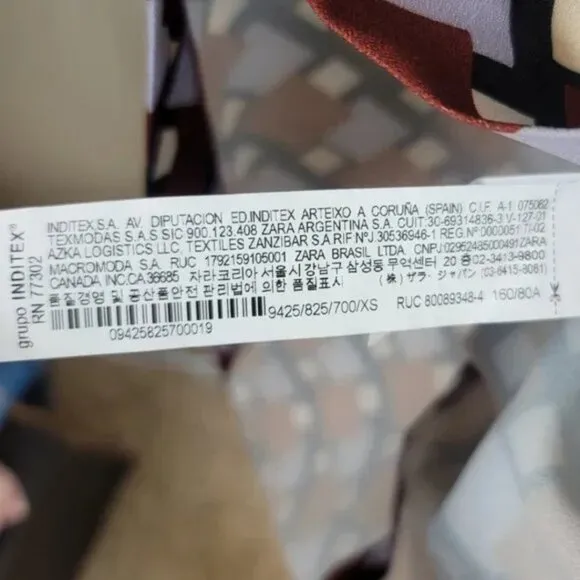 grupo INDITEX
RN 77302
INDITEX,S.A. AV. DIPUTACION ED.INDITEX ARTEIXO A CORUÑA (SPAIN) C.I.F. A-1 075062
TEXMODAS S.A.S SIC 900.123.408 ZARA ARGENTINA S.A. CUIT:30-69314836-3 V-127-01
AZKA LOGISTICS LLC. TEXTILES ZANZIBAR S.A RIF Nº J.30536946-1 REG.Nº
MACROMODA S.A. RUC 1792159105001 ZARA BRASIL LTDA. CNPJ:02952485000491 ZARA
CANADA INC.CA.36685 자라코리아 서울시 강남구 삼성동 무역센터 20 층 02-3413-9800
품질경영 및 공산품안전 관리법에 의한 품질표시 (株) ザラ・ジャパン (03-6415-8061)
09425825700019
9425/825/700/XS RUC 80089348-4 160/80A